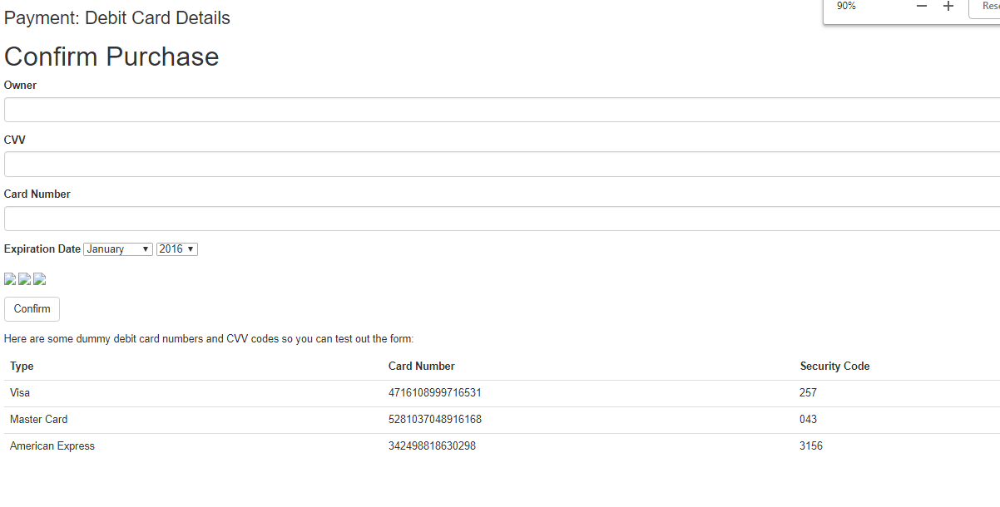 90%
Payment: Debit Card Details
Confirm Purchase
Owner
CVV
Card Number
Expiration Date January 2016
Confirm
Here are some dummy debit card numbers and CVV codes so you can test out the form:
Type Card Number Security Code
Visa 4716108999716531 257
Master Card 5281037048916168 043
American Express 342498818630298 3156